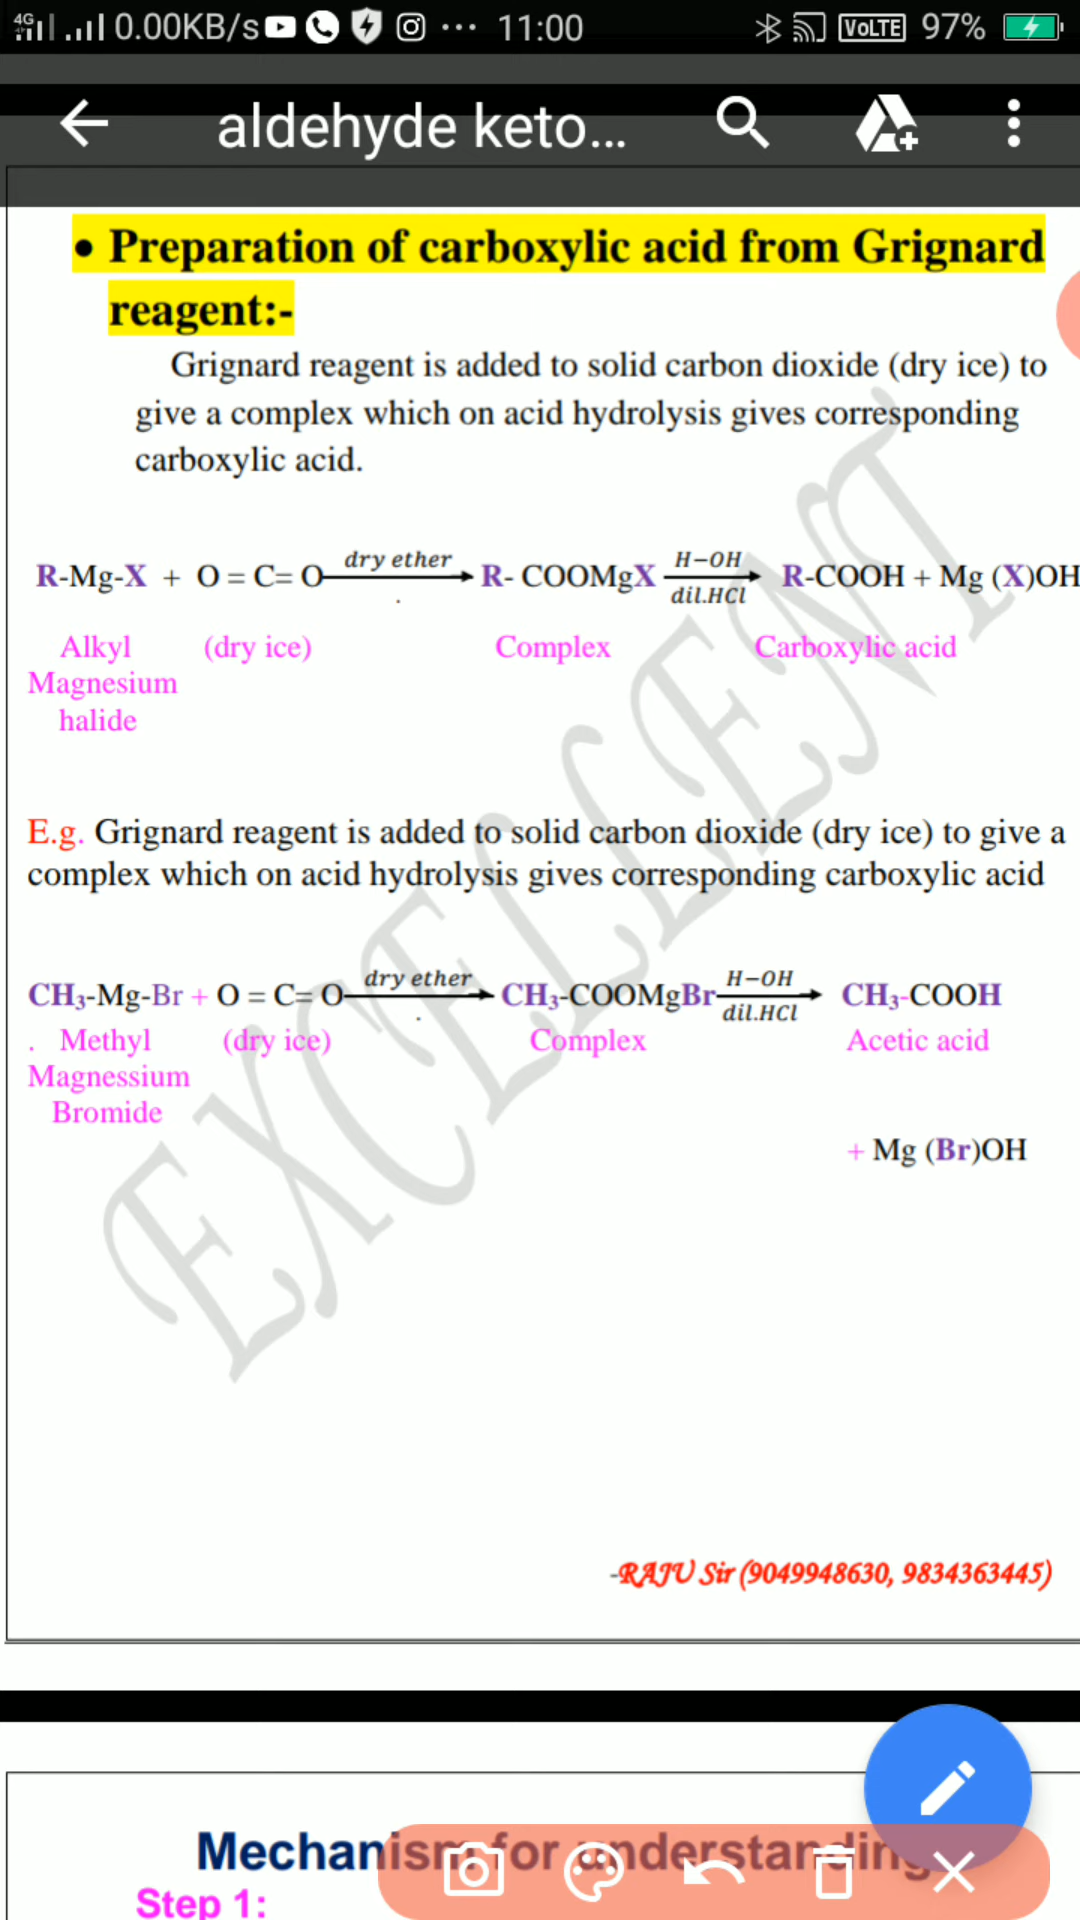 4G 0.00KB/s ... 11:00 VoLTE 97%
aldehyde keto...
• Preparation of carboxylic acid from Grignard
reagent:-
Grignard reagent is added to solid carbon dioxide (dry ice) to
give a complex which on acid hydrolysis gives corresponding
carboxylic acid.
R-Mg-X + O = C= O dry ether R- COOMgX H–OH dil.HCl R-COOH + Mg (X)OH
Alkyl (dry ice) Complex Carboxylic acid
Magnesium
halide
E.g. Grignard reagent is added to solid carbon dioxide (dry ice) to give a
complex which on acid hydrolysis gives corresponding carboxylic acid
CH₃-Mg-Br + O = C= O dry ether CH₃-COOMgBr H–OH dil.HCl CH₃-COOH
. Methyl (dry ice) Complex Acetic acid
Magnessium
Bromide
+ Mg (Br)OH
EXCELLENT
-RAJU Sir (9049948630, 9834363445)
Mechanism for understanding
Step 1: